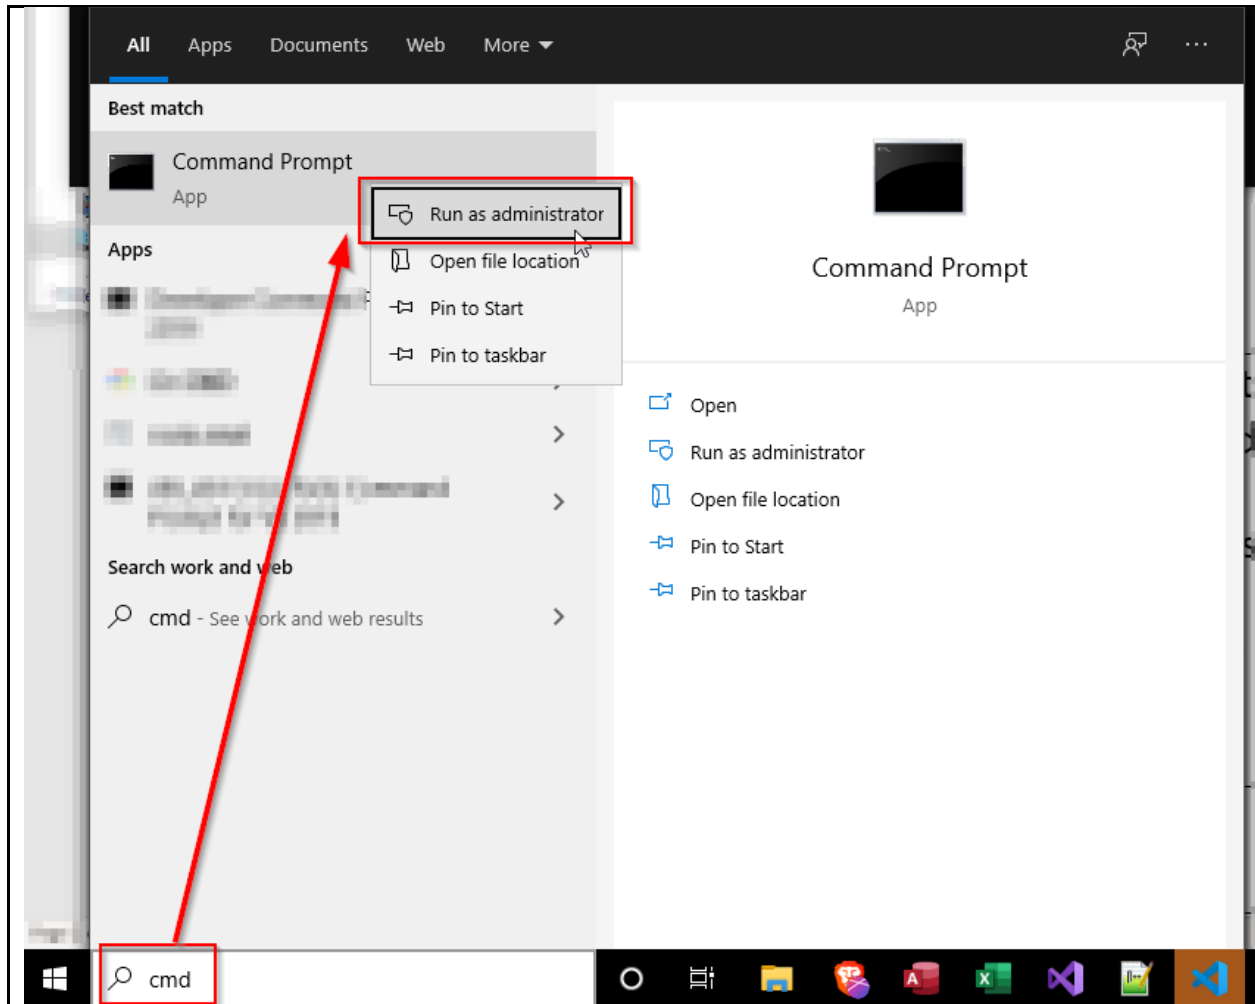 All Apps Documents Web More
Best match
Command Prompt
App
Run as administrator
Open file location
Pin to Start
Pin to taskbar
Apps
Search work and web
cmd - See work and web results
Command Prompt
App
Open
Run as administrator
Open file location
Pin to Start
Pin to taskbar
cmd